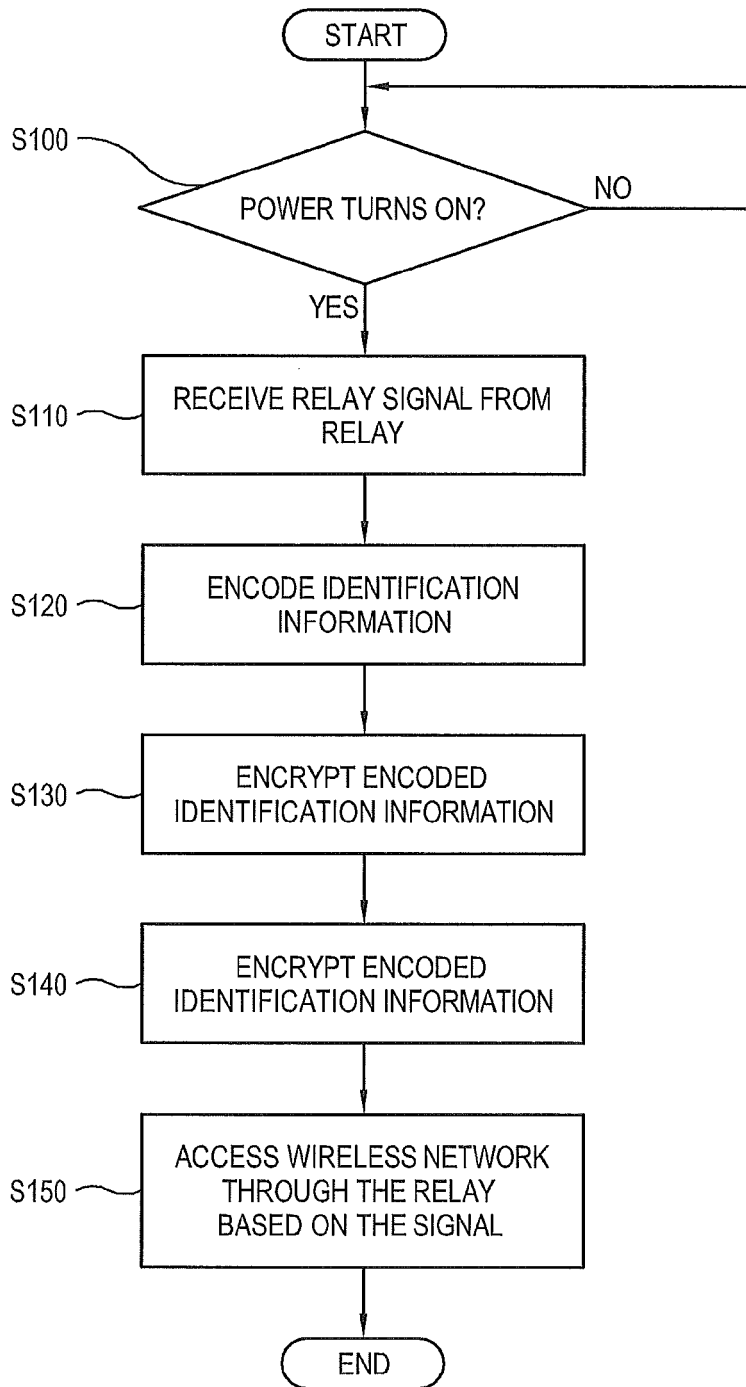 START
S100
POWER TURNS ON?
NO
YES
S110
RECEIVE RELAY SIGNAL FROM
RELAY
S120
ENCODE IDENTIFICATION
INFORMATION
S130
ENCRYPT ENCODED
IDENTIFICATION INFORMATION
S140
ENCRYPT ENCODED
IDENTIFICATION INFORMATION
S150
ACCESS WIRELESS NETWORK
THROUGH THE RELAY
BASED ON THE SIGNAL
END